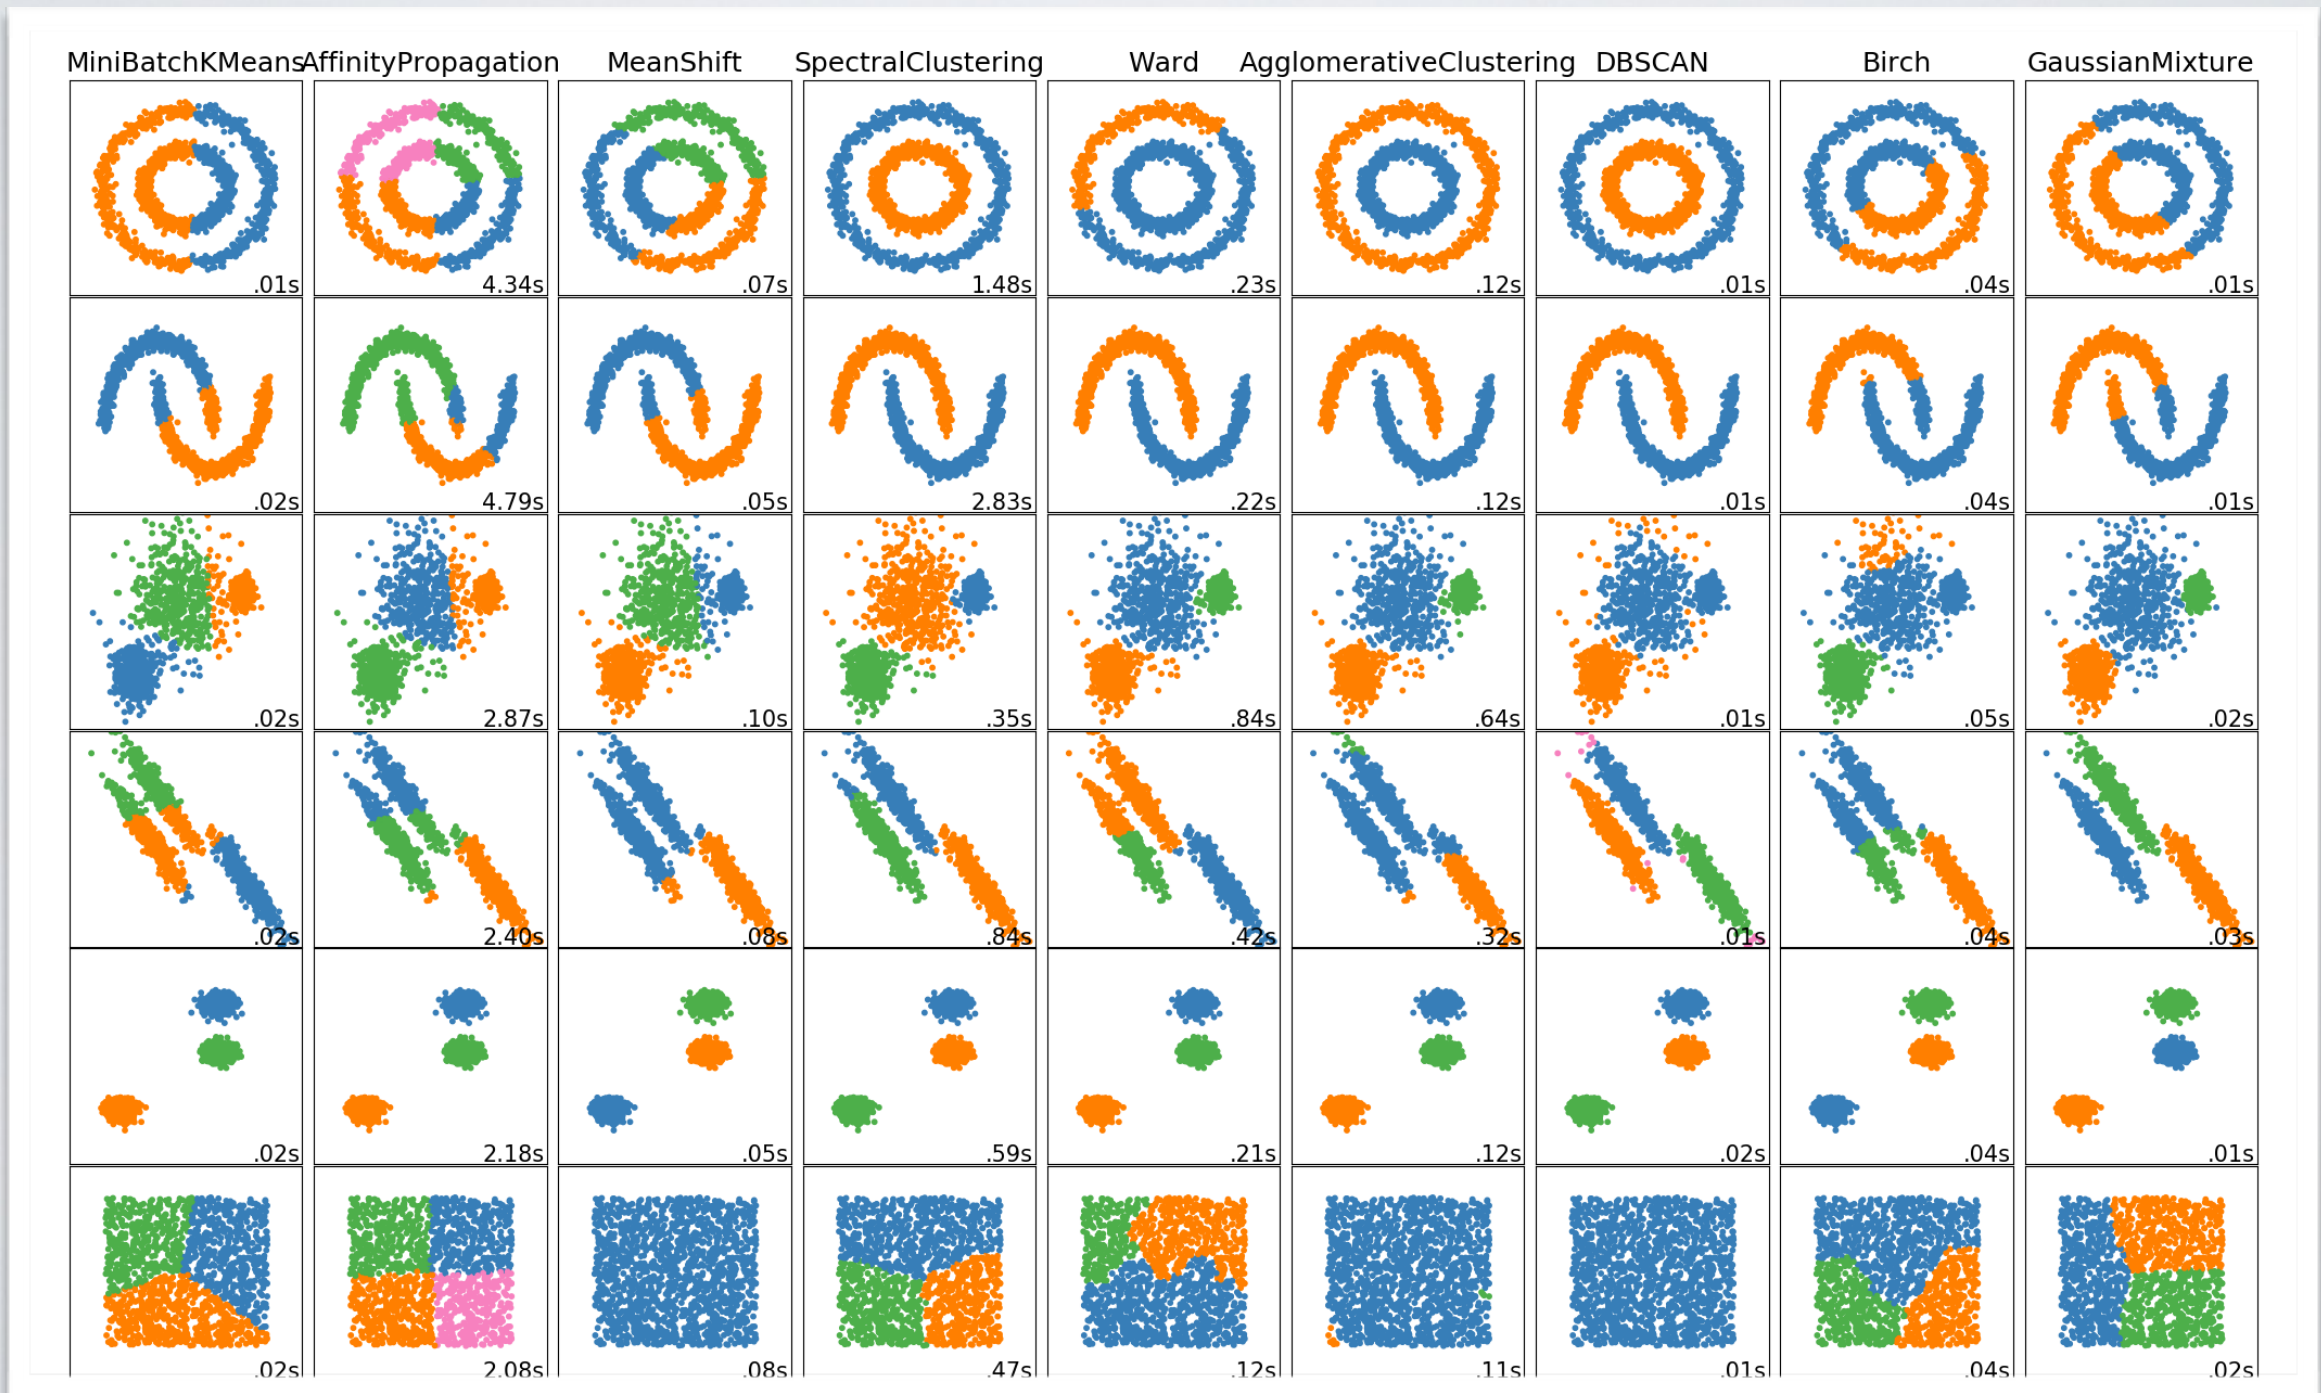 MiniBatchKMeans AffinityPropagation MeanShift SpectralClustering Ward AgglomerativeClustering DBSCAN Birch GaussianMixture
.01s 4.34s .07s 1.48s .23s .12s .01s .04s .01s
.02s 4.79s .05s 2.83s .22s .12s .01s .04s .01s
.02s 2.87s .10s .35s .84s .64s .01s .05s .02s
.02s 2.40s .08s .84s .42s .32s .01s .04s .03s
.02s 2.18s .05s .59s .21s .12s .02s .04s .01s
.02s 2.08s .08s .47s .12s .11s .01s .04s .02s